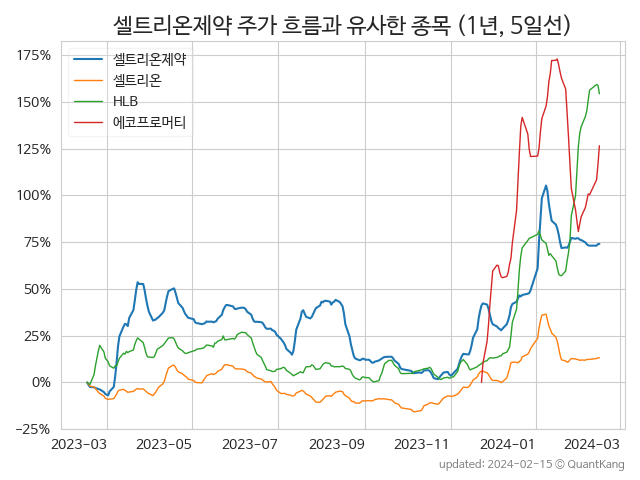 셀트리온제약 주가 흐름과 유사한 종목 (1년, 5일선)
셀트리온제약
셀트리온
HLB
에코프로머티
175%
150%
125%
100%
75%
50%
25%
0%
−25%
2023-03
2023-05
2023-07
2023-09
2023-11
2024-01
2024-03
updated: 2024-02-15 © QuantKang